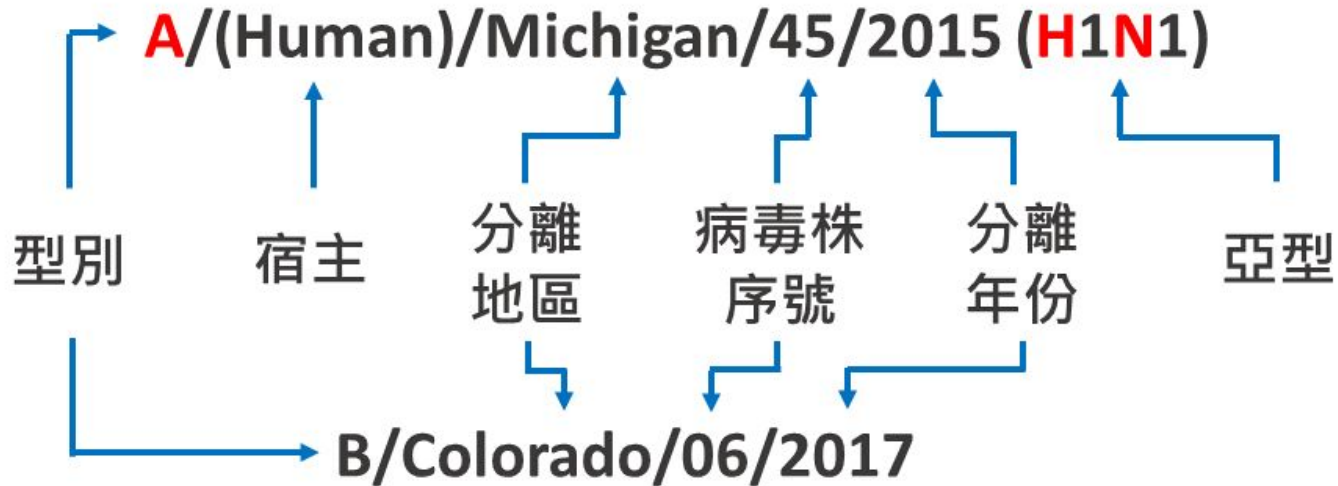 A/(Human)/Michigan/45/2015 (H1N1)
型別
宿主
分離
地區
病毒株
序號
分離
年份
亞型
B/Colorado/06/2017